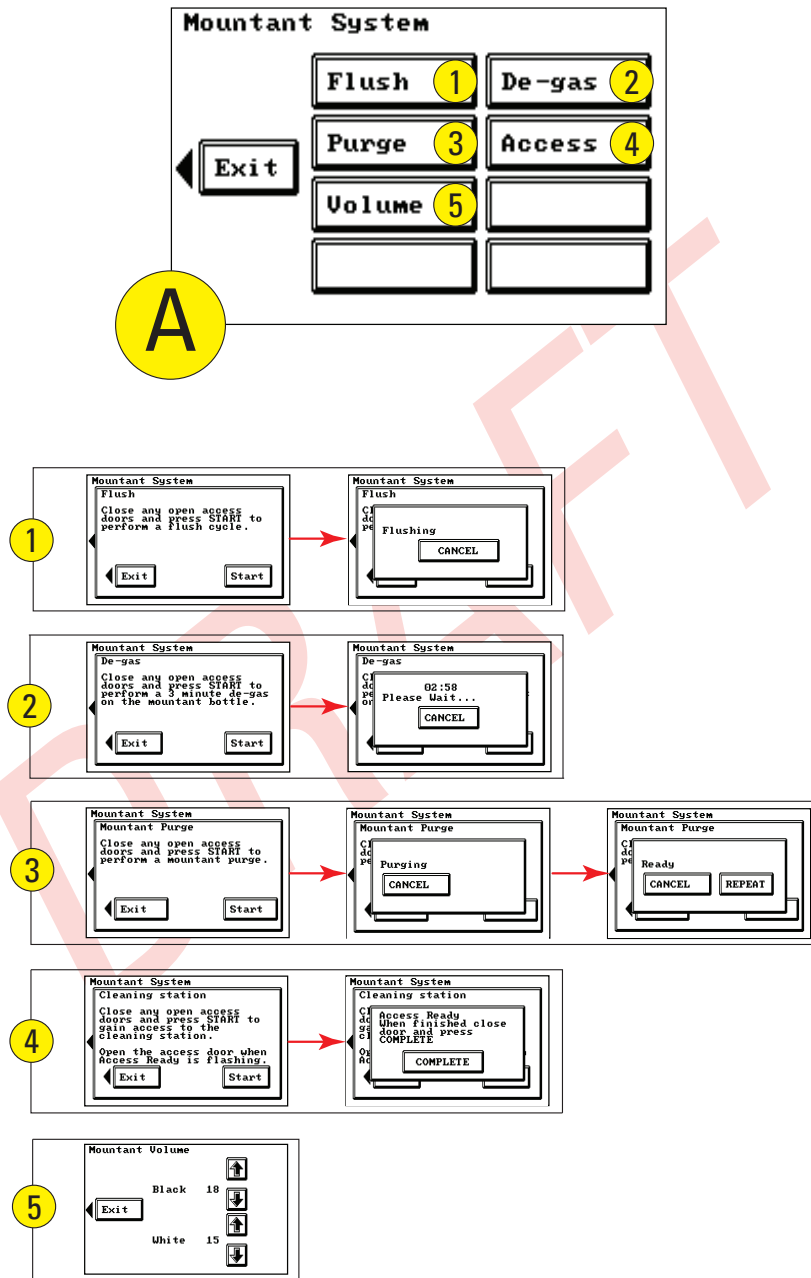 Mountant System
Flush 1 De-gas 2
Purge 3 Access 4
Exit
Volume 5
A
DRAFT
1
Mountant System
Flush
Close any open access
doors and press START to
perform a flush cycle.
Exit Start
Mountant System
Flush
Flushing
CANCEL
2
Mountant System
De-gas
Close any open access
doors and press START to
perform a 3 minute de-gas
on the mountant bottle.
Exit Start
Mountant System
De-gas
02:58
Please Wait...
CANCEL
3
Mountant System
Mountant Purge
Close any open access
doors and press START to
perform a mountant purge.
Exit Start
Mountant System
Mountant Purge
Purging
CANCEL
Mountant System
Mountant Purge
Ready
CANCEL REPEAT
4
Mountant System
Cleaning station
Close any open access
doors and press START to
gain access to the
cleaning station.
Open the access door when
Access Ready is flashing.
Exit Start
Mountant System
Cleaning station
Access Ready
When finished close
door and press
COMPLETE
COMPLETE
5
Mountant Volume
Black 18
Exit
White 15